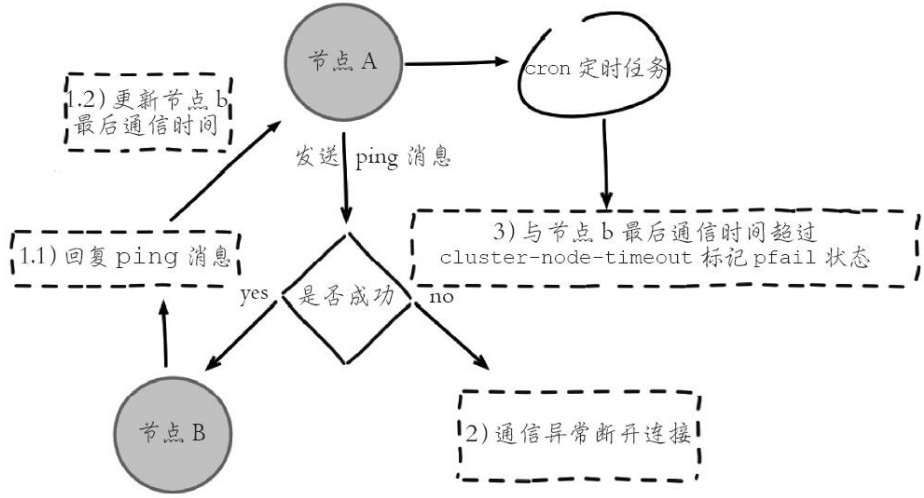 节点 A
cron 定时任务
1.2) 更新节点 b
最后通信时间
发送 ping 消息
3) 与节点 b 最后通信时间超过
cluster-node-timeout 标记 pfail 状态
1.1) 回复 ping 消息
yes
是否成功
no
节点 B
2) 通信异常断开连接